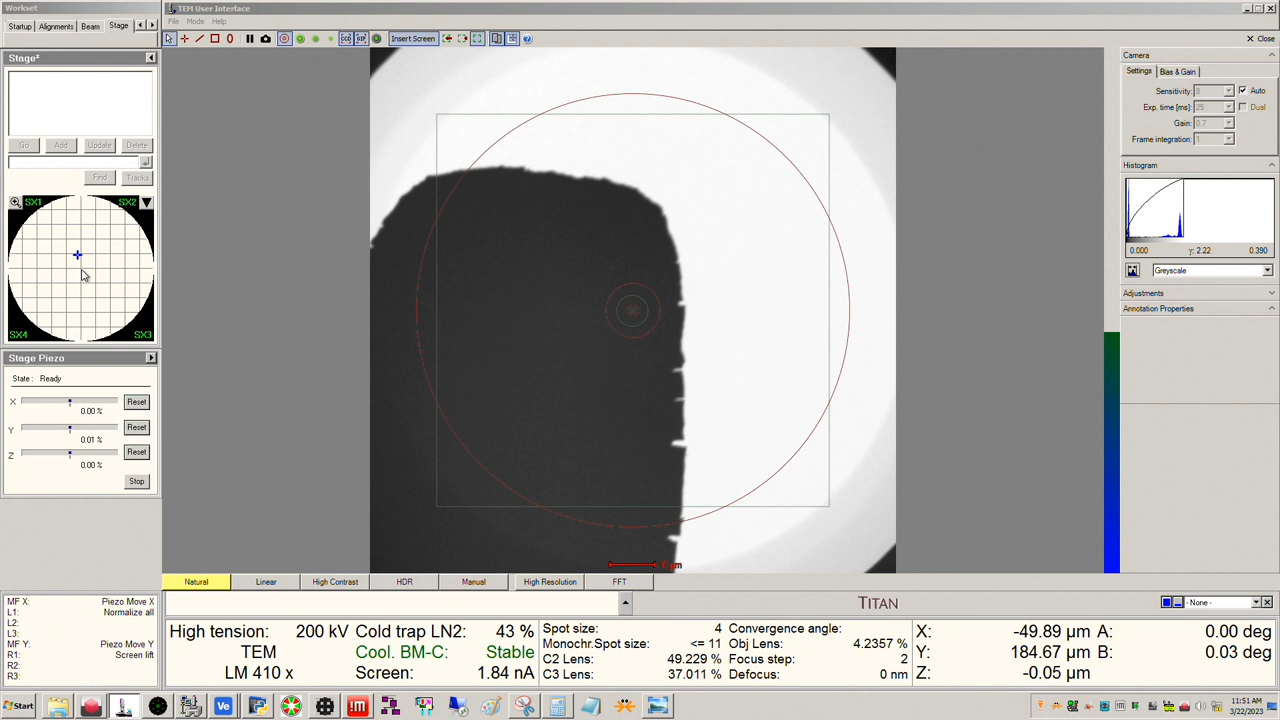 Workset
TEM User Interface
Startup Alignments Beam Stage
File Mode Help
Insert Screen
Close
Stage²
Go Add Update Delete
Find Tracks
SX1 SX2
SX4 SX3
Stage Piezo
State: Ready
X Reset
0.00 %
Y Reset
0.01 %
Z Reset
0.00 %
Stop
Camera
Settings Bias & Gain
Sensitivity: 8 Auto
Exp. time [ms]: 25 Dual
Gain: 0.7
Frame integration: 1
Histogram
0.000 γ: 2.22 0.390
Greyscale
Adjustments
Annotation Properties
Natural Linear High Contrast HDR Manual High Resolution FFT
MF X: Piezo Move X
L1: Normalize all
L2:
L3:
MF Y: Piezo Move Y
R1: Screen lift
R2:
R3:
TITAN
- None -
High tension: 200 kV
TEM
LM 410 x
Cold trap LN2: 43 %
Cool. BM-C: Stable
Screen: 1.84 nA
Spot size: 4
Monochr.Spot size: <= 11
C2 Lens: 49.229 %
C3 Lens: 37.011 %
Convergence angle:
Obj Lens: 4.2357 %
Focus step: 2
Defocus: 0 nm
X: -49.89 µm A: 0.00 deg
Y: 184.67 µm B: 0.03 deg
Z: -0.05 µm
Start
11:51 AM
3/22/2023